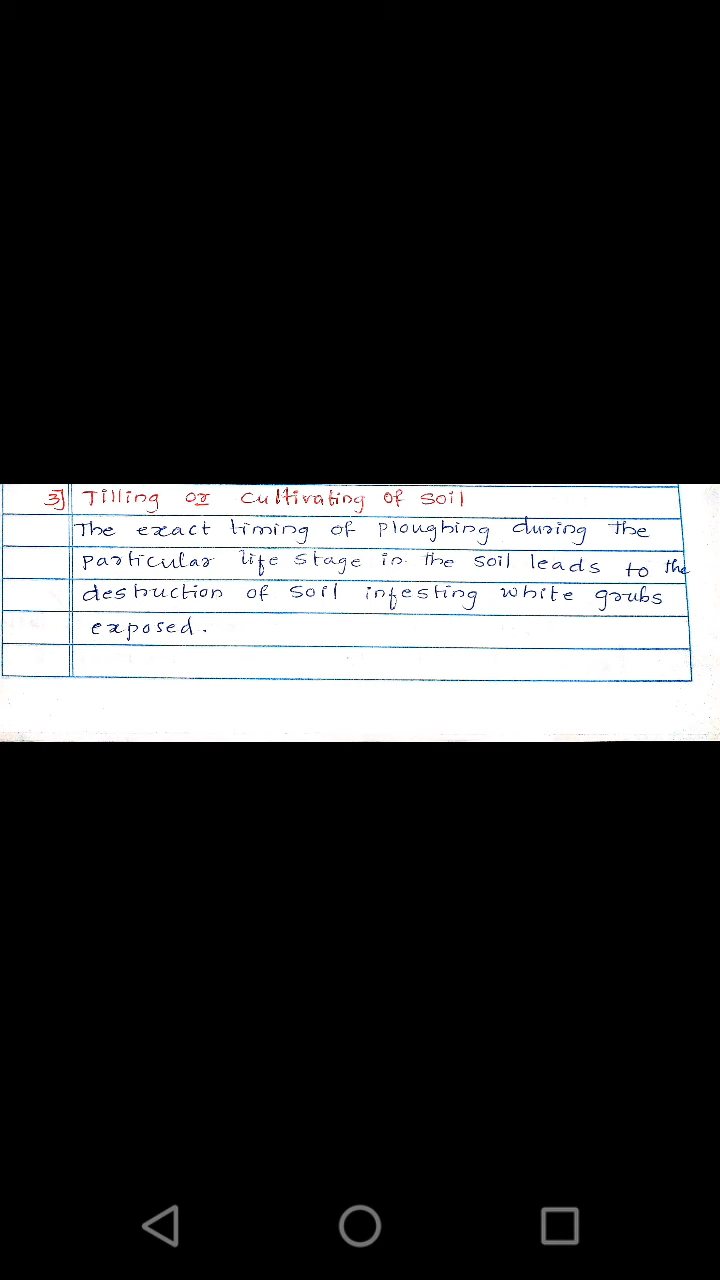 3] Tilling or cultivating of soil
The exact timing of ploughing during the
particular life stage in the soil leads to the
destruction of soil infesting white grubs
exposed.